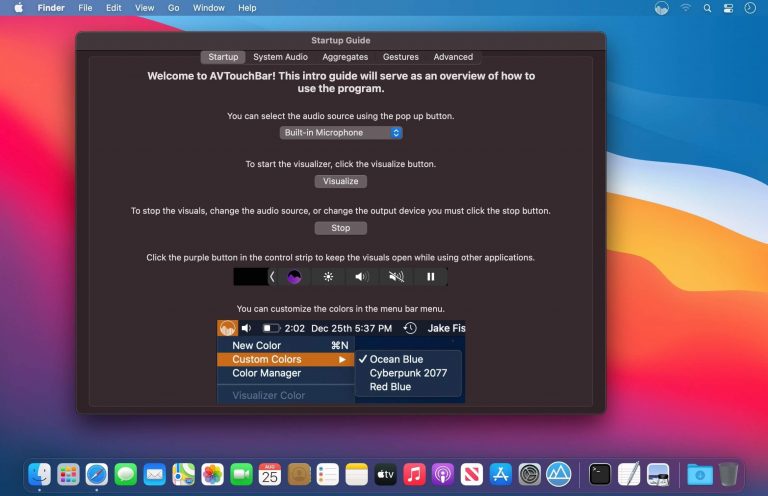 Finder File Edit View Go Window Help
Startup Guide
Startup System Audio Aggregates Gestures Advanced
Welcome to AVTouchBar! This intro guide will serve as an overview of how to
use the program.
You can select the audio source using the pop up button.
Built-in Microphone
To start the visualizer, click the visualize button.
Visualize
To stop the visuals, change the audio source, or change the output device you must click the stop button.
Stop
Click the purple button in the control strip to keep the visuals open while using other applications.
You can customize the colors in the menu bar menu.
2:02 Dec 25th 5:37 PM Jake Fis
New Color ⌘N
Custom Colors
Ocean Blue
Color Manager
Cyberpunk 2077
Red Blue
Visualizer Color
AUG
25
tv